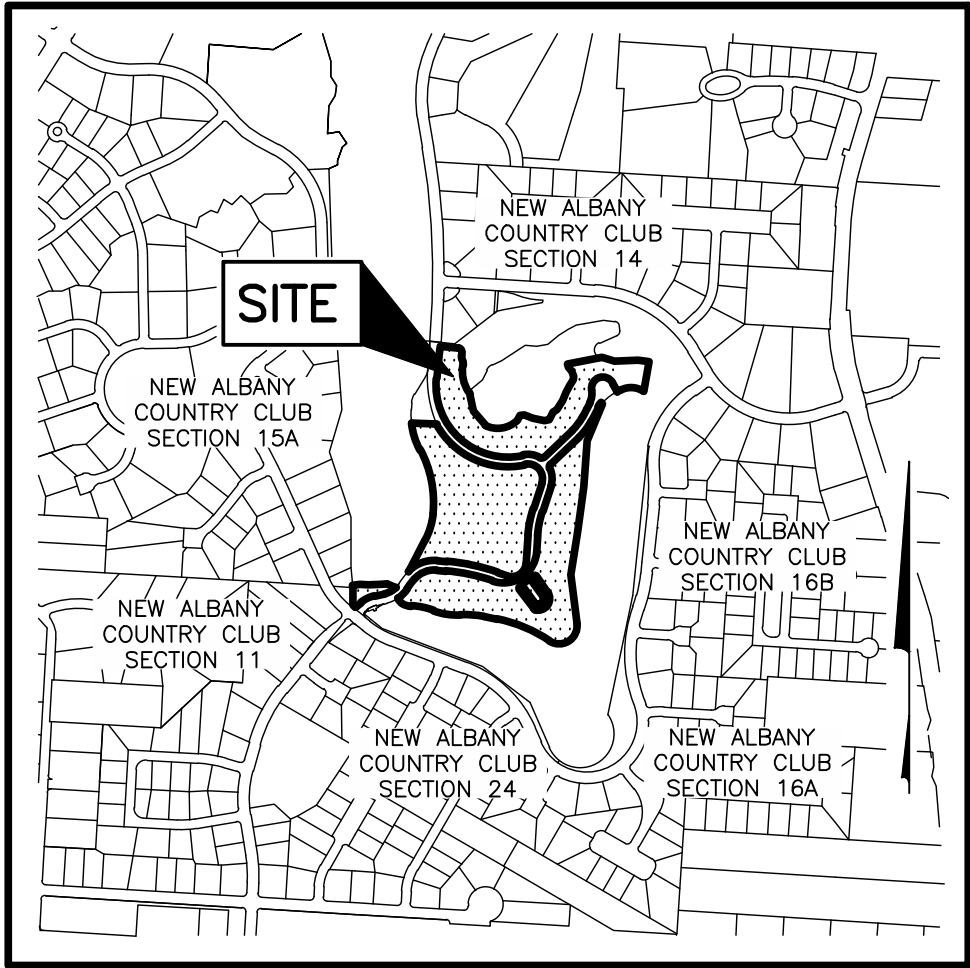 NEW ALBANY
COUNTRY CLUB
SECTION 14
SITE
NEW ALBANY
COUNTRY CLUB
SECTION 15A
NEW ALBANY
COUNTRY CLUB
SECTION 16B
NEW ALBANY
COUNTRY CLUB
SECTION 11
NEW ALBANY
COUNTRY CLUB
SECTION 24
NEW ALBANY
COUNTRY CLUB
SECTION 16A